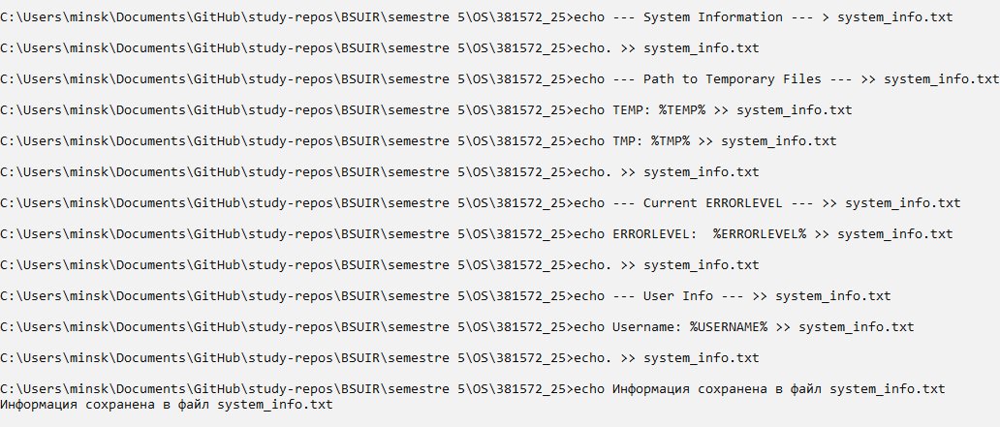 C:\Users\minsk\Documents\GitHub\study-repos\BSUIR\semestre 5\OS\381572_25>echo --- System Information --- > system_info.txt
C:\Users\minsk\Documents\GitHub\study-repos\BSUIR\semestre 5\OS\381572_25>echo. >> system_info.txt
C:\Users\minsk\Documents\GitHub\study-repos\BSUIR\semestre 5\OS\381572_25>echo --- Path to Temporary Files --- >> system_info.txt
C:\Users\minsk\Documents\GitHub\study-repos\BSUIR\semestre 5\OS\381572_25>echo TEMP: %TEMP% >> system_info.txt
C:\Users\minsk\Documents\GitHub\study-repos\BSUIR\semestre 5\OS\381572_25>echo TMP: %TMP% >> system_info.txt
C:\Users\minsk\Documents\GitHub\study-repos\BSUIR\semestre 5\OS\381572_25>echo. >> system_info.txt
C:\Users\minsk\Documents\GitHub\study-repos\BSUIR\semestre 5\OS\381572_25>echo --- Current ERRORLEVEL --- >> system_info.txt
C:\Users\minsk\Documents\GitHub\study-repos\BSUIR\semestre 5\OS\381572_25>echo ERRORLEVEL:  %ERRORLEVEL% >> system_info.txt
C:\Users\minsk\Documents\GitHub\study-repos\BSUIR\semestre 5\OS\381572_25>echo. >> system_info.txt
C:\Users\minsk\Documents\GitHub\study-repos\BSUIR\semestre 5\OS\381572_25>echo --- User Info --- >> system_info.txt
C:\Users\minsk\Documents\GitHub\study-repos\BSUIR\semestre 5\OS\381572_25>echo Username: %USERNAME% >> system_info.txt
C:\Users\minsk\Documents\GitHub\study-repos\BSUIR\semestre 5\OS\381572_25>echo. >> system_info.txt
C:\Users\minsk\Documents\GitHub\study-repos\BSUIR\semestre 5\OS\381572_25>echo Информация сохранена в файл system_info.txt
Информация сохранена в файл system_info.txt